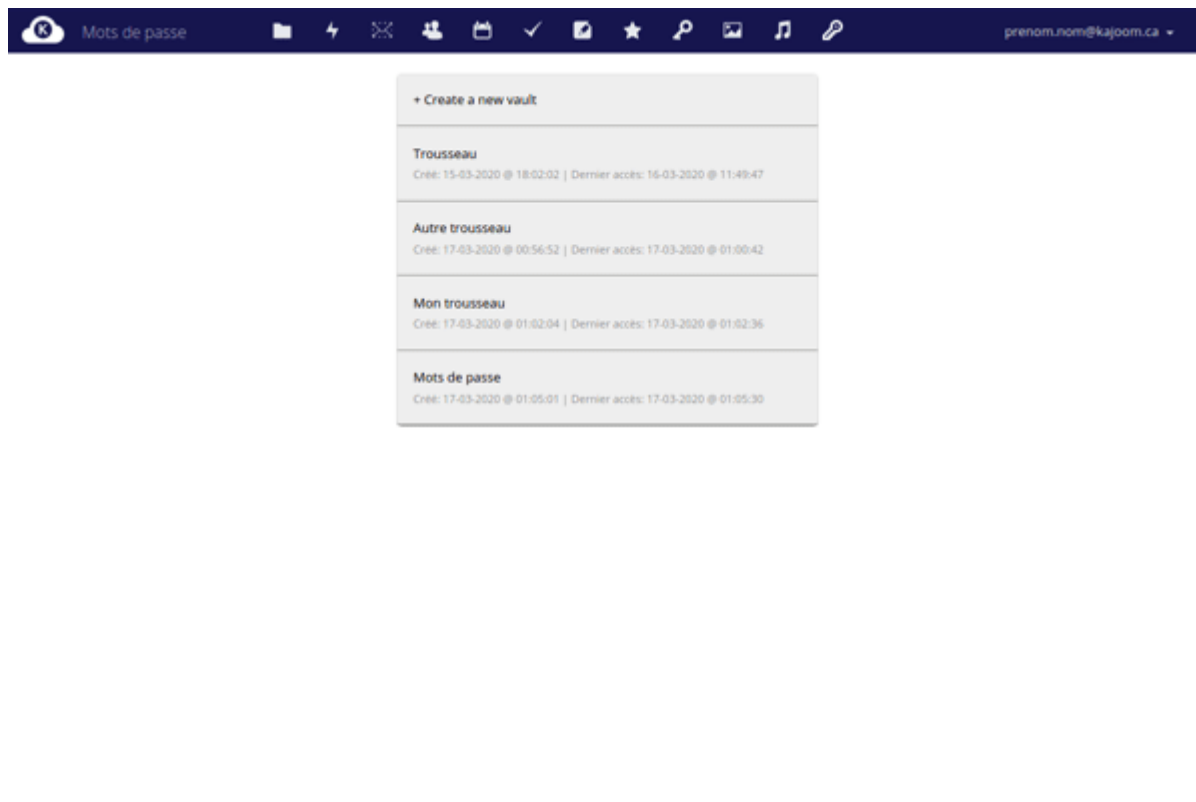 K
Mots de passe
prenom.nom@kajoom.ca
+ Create a new vault
Trousseau
Créé: 15-03-2020 @ 18:02:02 | Dernier accès: 16-03-2020 @ 11:49:47
Autre trousseau
Créé: 17-03-2020 @ 00:56:52 | Dernier accès: 17-03-2020 @ 01:00:42
Mon trousseau
Créé: 17-03-2020 @ 01:02:04 | Dernier accès: 17-03-2020 @ 01:02:36
Mots de passe
Créé: 17-03-2020 @ 01:05:01 | Dernier accès: 17-03-2020 @ 01:05:30